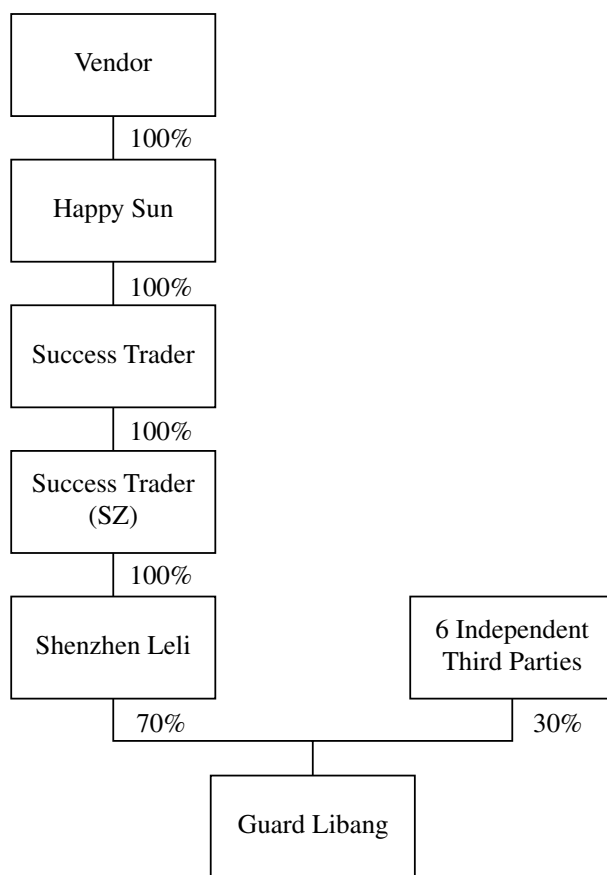 Vendor
100%
Happy Sun
100%
Success Trader
100%
Success Trader
(SZ)
100%
Shenzhen Leli
6 Independent
Third Parties
70%
30%
Guard Libang